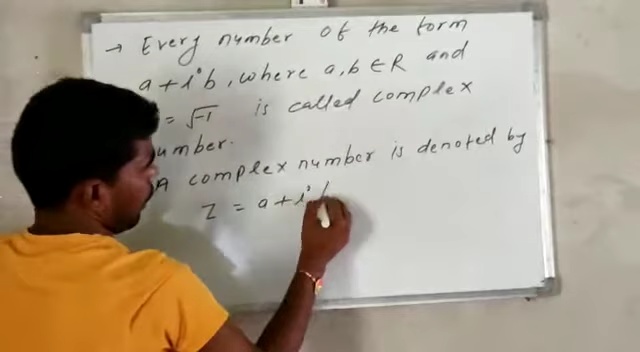 → Every number of the form
a+ib, where a,b ∈ R and
= √-1 is called complex
umber.
A complex number is denoted by
Z = a+i